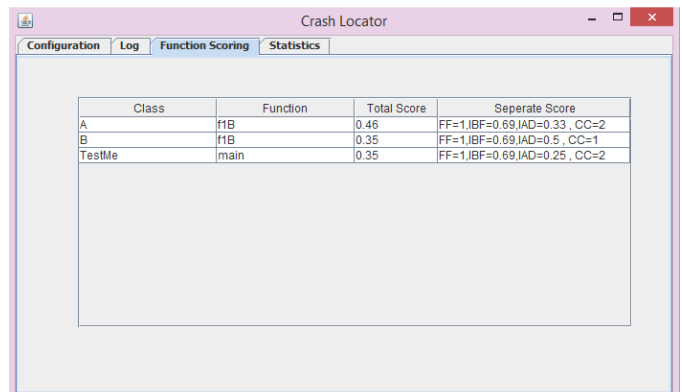 Crash Locator
Configuration Log Function Scoring Statistics
Class Function Total Score Seperate Score
A f1B 0.46 FF=1,IBF=0.69,IAD=0.33 , CC=2
B f1B 0.35 FF=1,IBF=0.69,IAD=0.5 , CC=1
TestMe main 0.35 FF=1,IBF=0.69,IAD=0.25 , CC=2